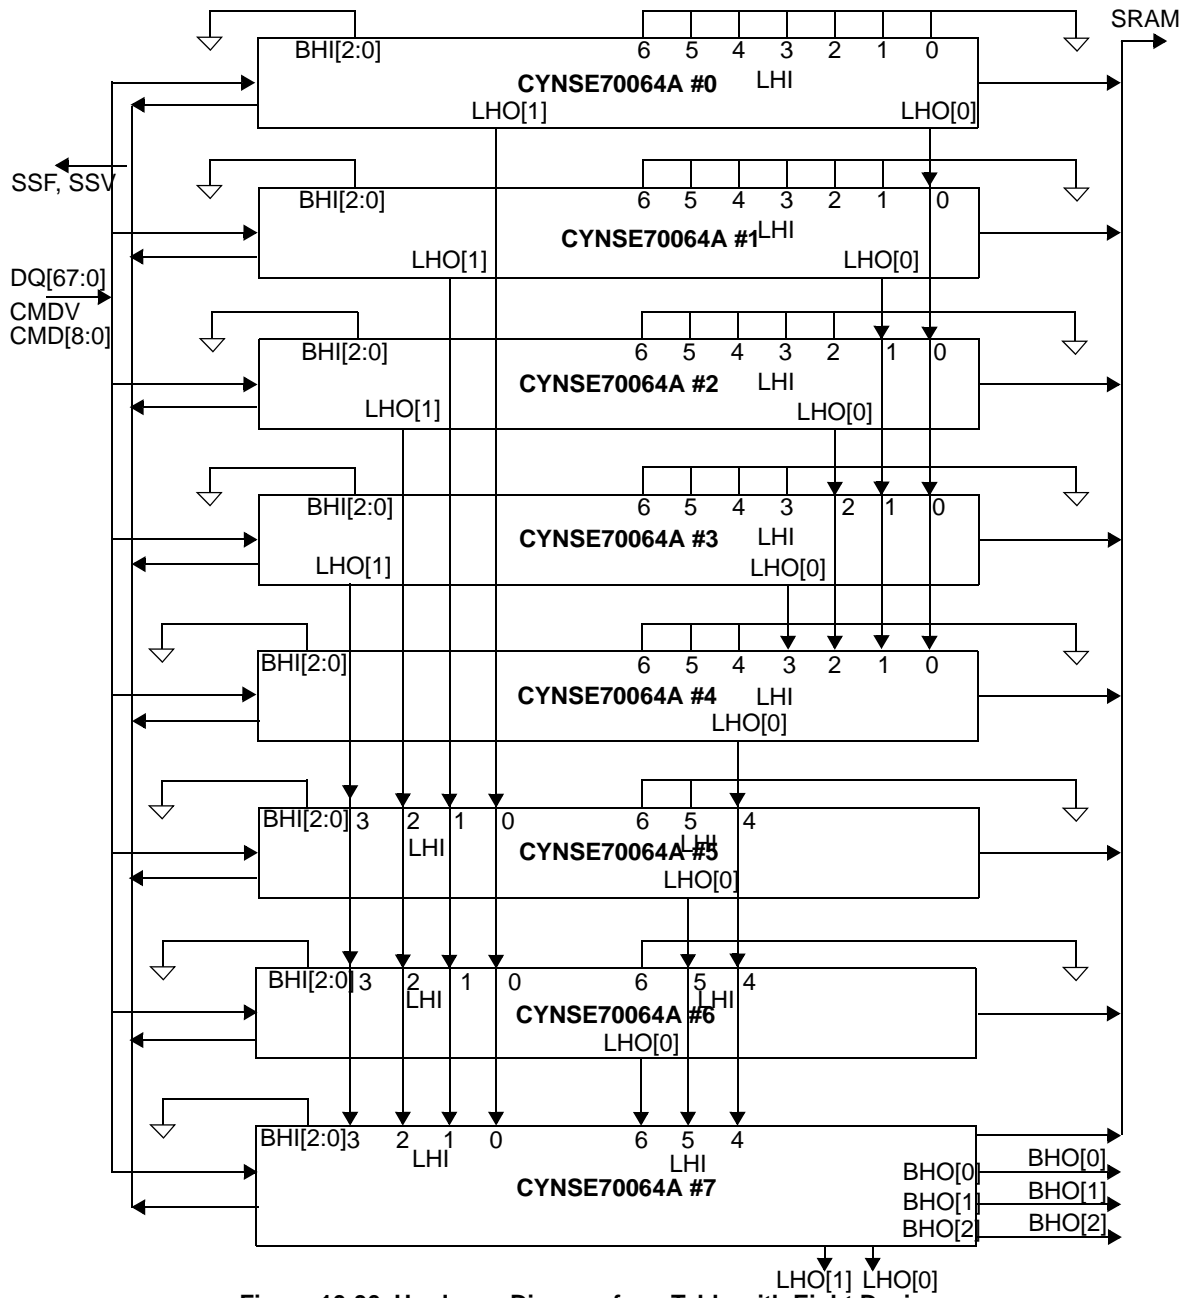 SRAM
BHI[2:0] 6 5 4 3 2 1 0
CYNSE70064A #0 LHI
LHO[1] LHO[0]
SSF, SSV
BHI[2:0] 6 5 4 3 2 1 0
CYNSE70064A #1 LHI
LHO[1] LHO[0]
DQ[67:0]
CMDV
CMD[8:0]
BHI[2:0] 6 5 4 3 2 1 0
CYNSE70064A #2 LHI
LHO[1] LHO[0]
BHI[2:0] 6 5 4 3 2 1 0
CYNSE70064A #3 LHI
LHO[1] LHO[0]
BHI[2:0] 6 5 4 3 2 1 0
CYNSE70064A #4 LHI
LHO[0]
BHI[2:0] 3 2 1 0 6 5 4
LHI CYNSE70064A #5 LHI
LHO[0]
BHI[2:0] 3 2 1 0 6 5 4
LHI LHI
CYNSE70064A #6
LHO[0]
BHI[2:0] 3 2 1 0 6 5 4
LHI LHI
CYNSE70064A #7
BHO[0] BHO[0]
BHO[1] BHO[1]
BHO[2] BHO[2]
LHO[1] LHO[0]